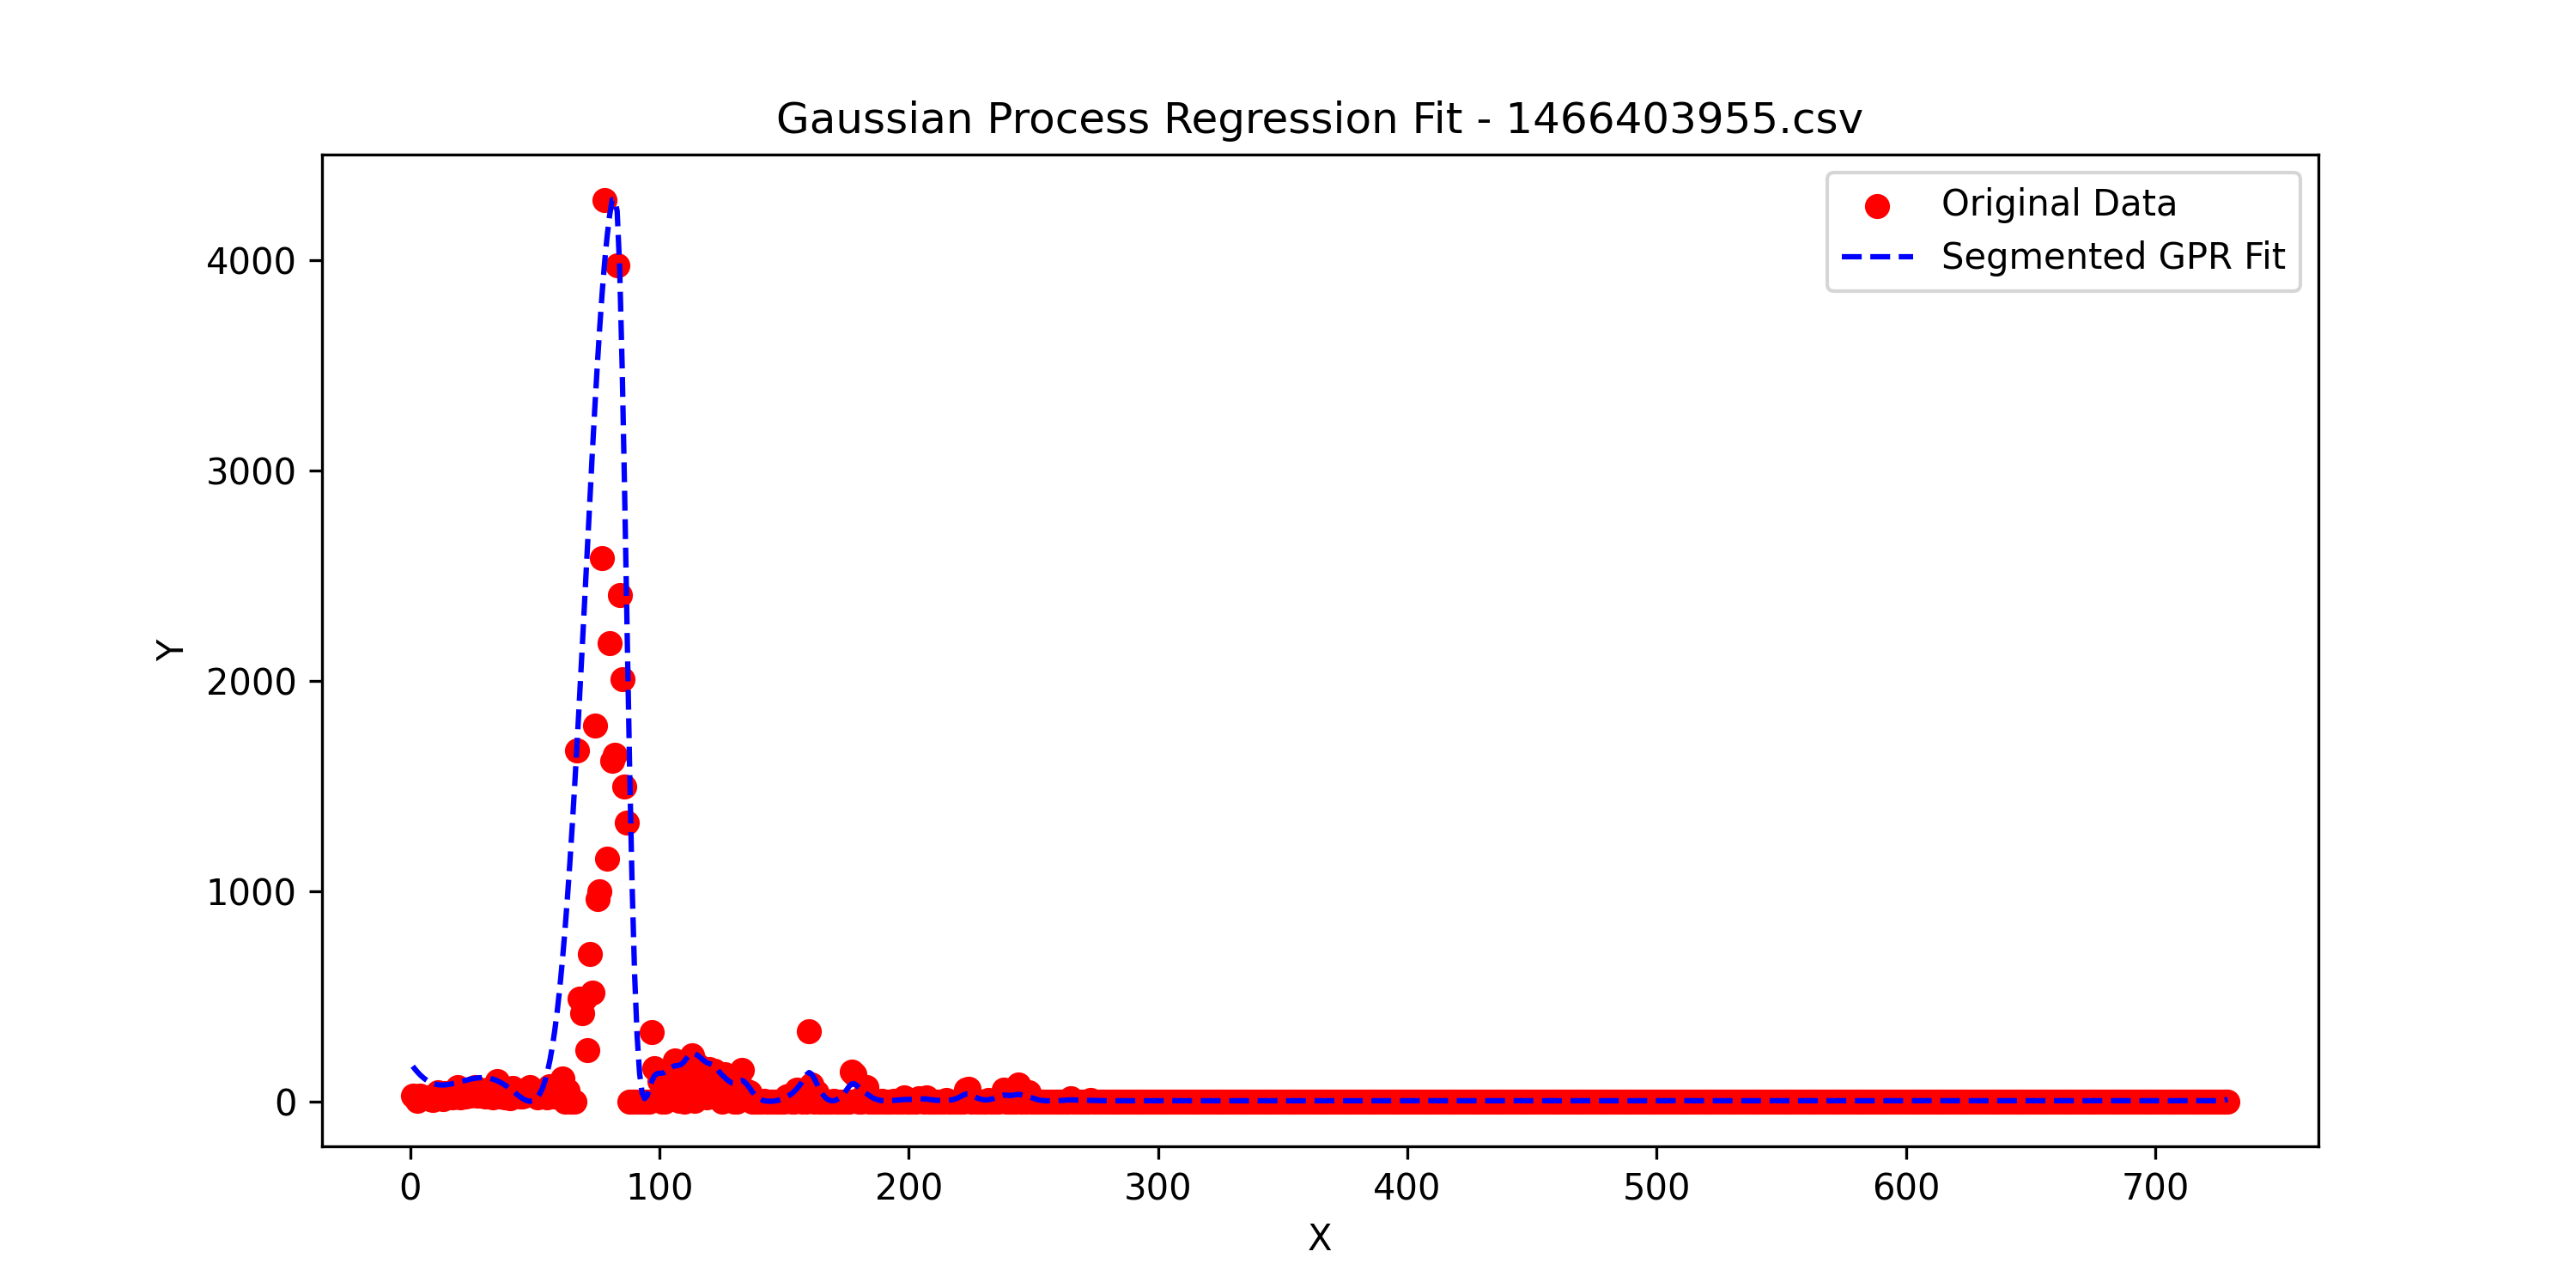 Gaussian Process Regression Fit - 1466403955.csv
Original Data
Segmented GPR Fit
4000
3000
2000
1000
0
Y
0 100 200 300 400 500 600 700
X